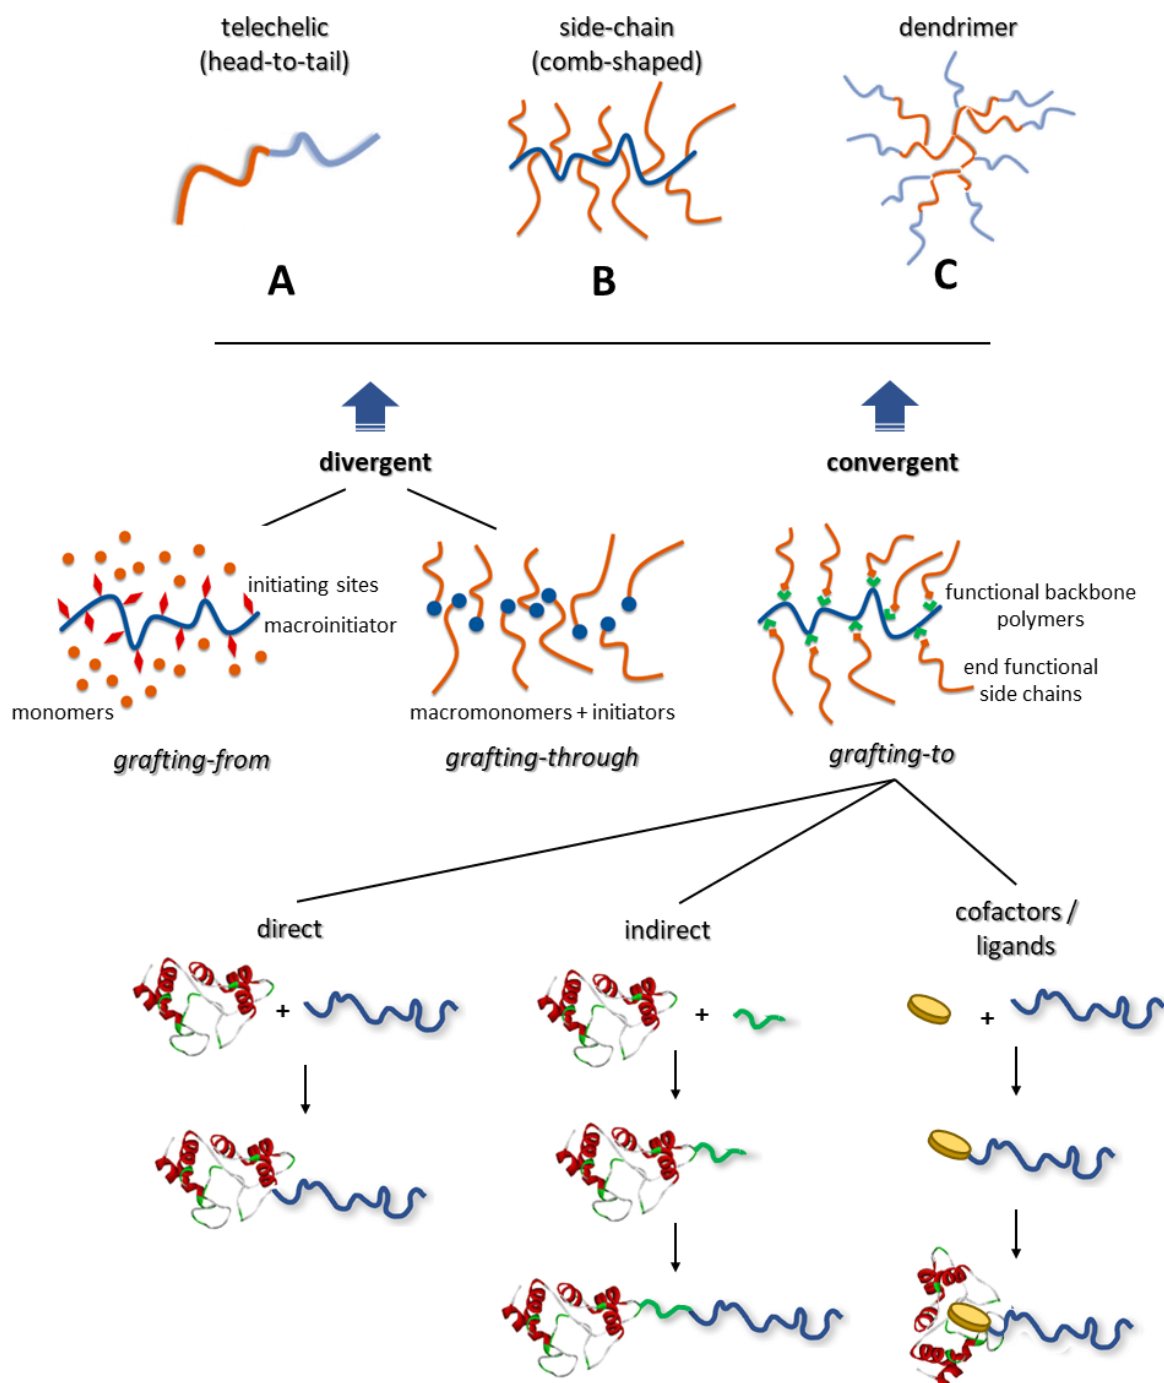 telechelic
(head-to-tail)
side-chain
(comb-shaped)
dendrimer
A
B
C
divergent
convergent
initiating sites
macroinitiator
monomers
grafting-from
macromonomers + initiators
grafting-through
functional backbone
polymers
end functional
side chains
grafting-to
direct
indirect
cofactors /
ligands
+
+
+